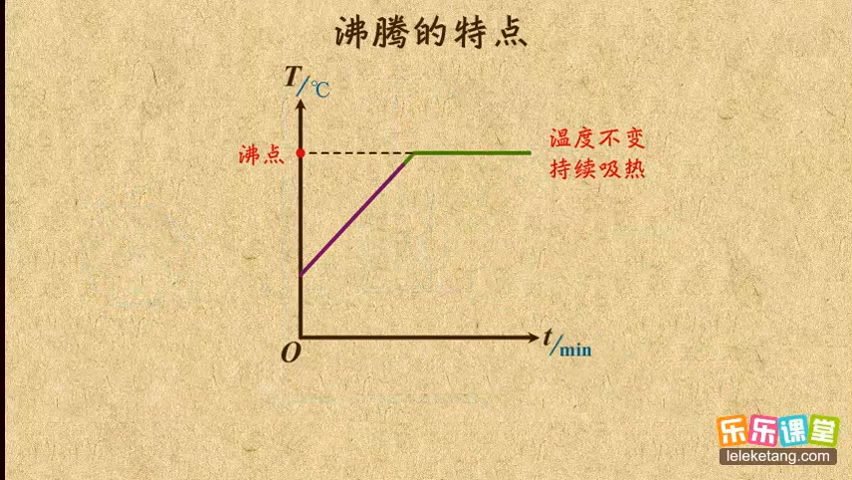 沸腾的特点
T/℃
沸点
温度不变
持续吸热
O
t/min
乐乐课堂
leleketang.com